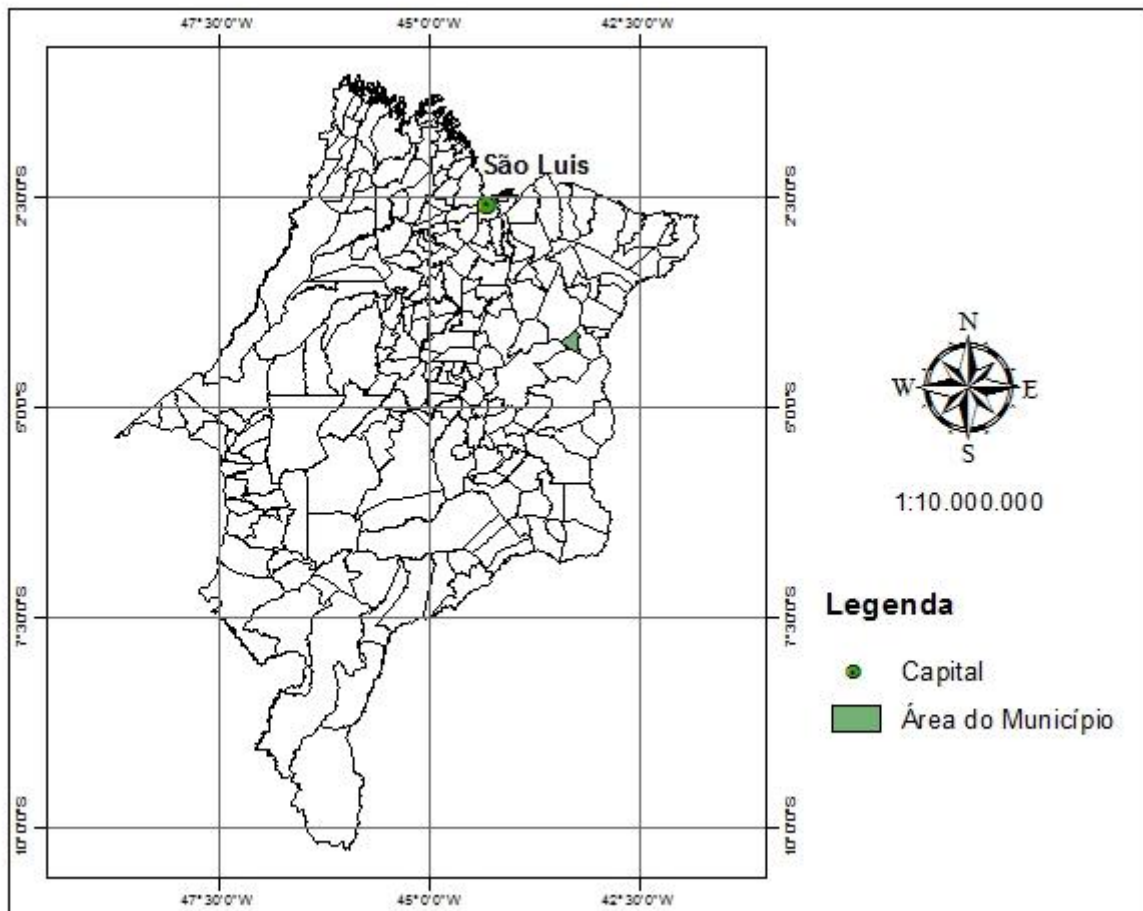 47°30'0"W 45°0'0"W 42°30'0"W
São Luis
2°30'0"S 2°30'0"S
5°0'0"S 5°0'0"S
7°30'0"S 7°30'0"S
10°0'0"S 10°0'0"S
47°30'0"W 45°0'0"W 42°30'0"W
N
W E
S
1:10.000.000
Legenda
Capital
Área do Município